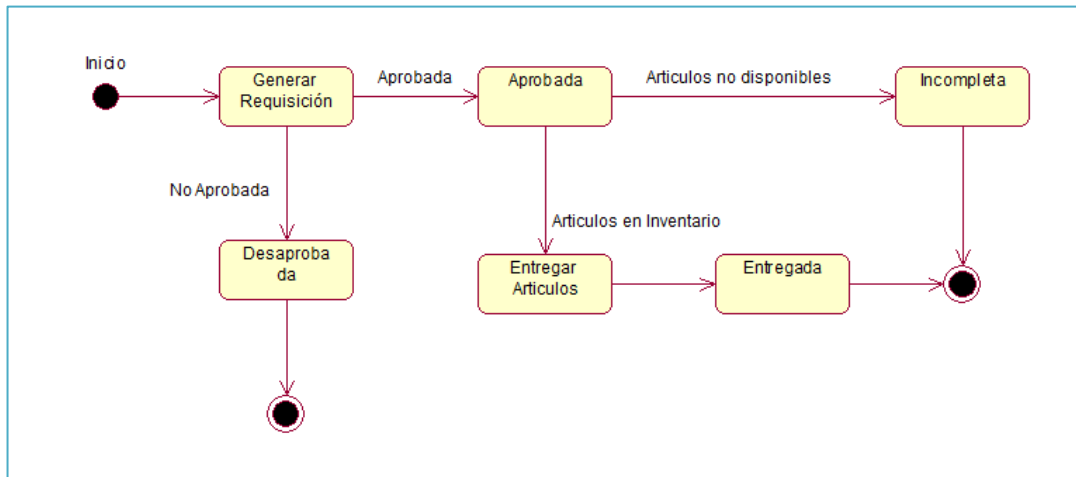 Inicio
Generar
Requisición
Aprobada
Aprobada
Articulos no disponibles
Incompleta
No Aprobada
Articulos en Inventario
Desaproba
da
Entregar
Articulos
Entregada